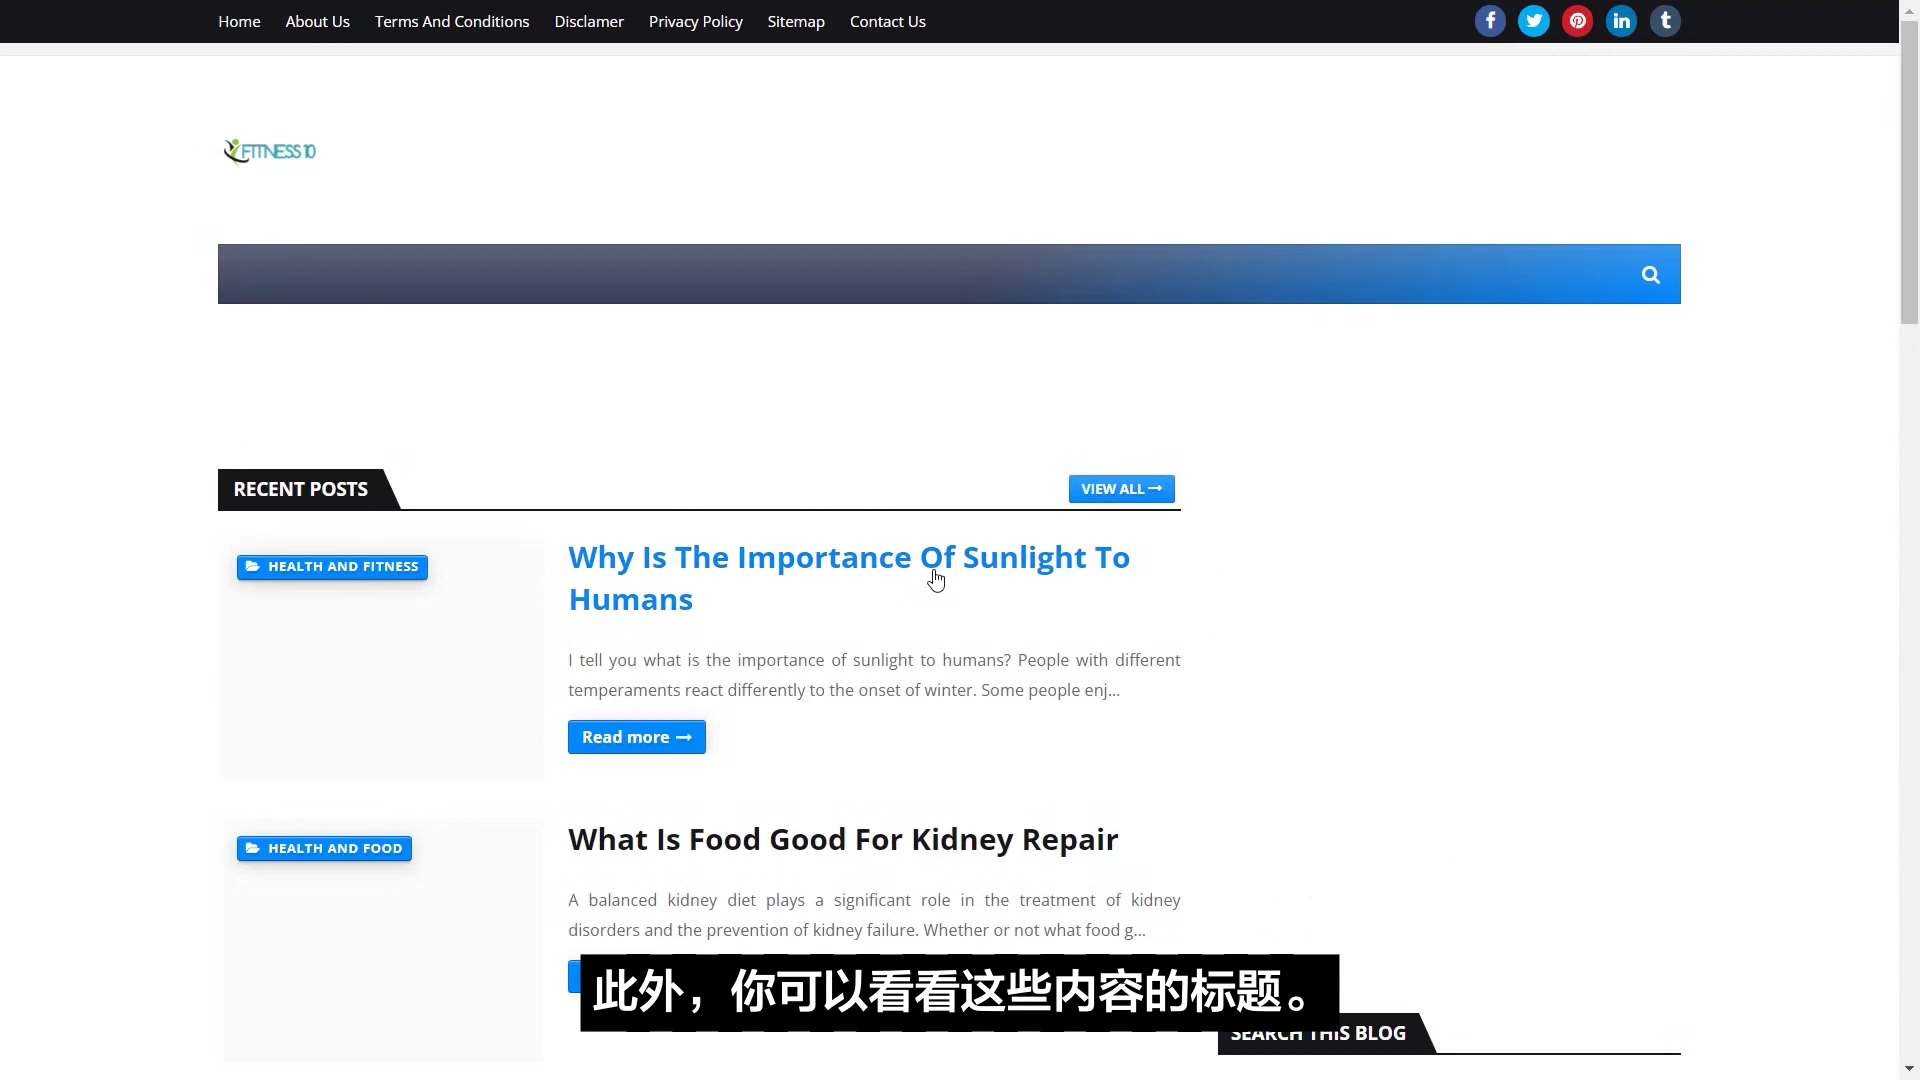 Home About Us Terms And Conditions Disclamer Privacy Policy Sitemap Contact Us
FITNESS 10
RECENT POSTS
VIEW ALL
HEALTH AND FITNESS
Why Is The Importance Of Sunlight To
Humans
I tell you what is the importance of sunlight to humans? People with different
temperaments react differently to the onset of winter. Some people enj...
Read more
HEALTH AND FOOD
What Is Food Good For Kidney Repair
A balanced kidney diet plays a significant role in the treatment of kidney
disorders and the prevention of kidney failure. Whether or not what food g...
此外，你可以看看这些内容的标题。
SEARCH THIS BLOG